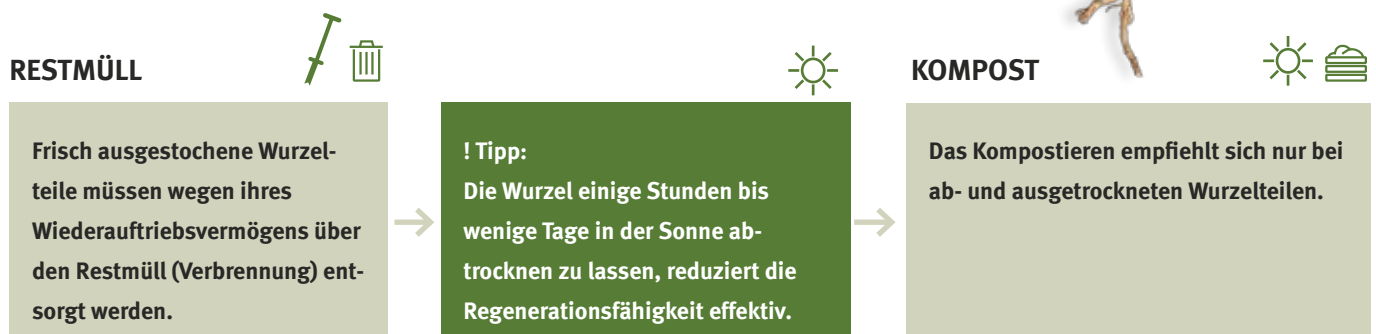 RESTMÜLL
Frisch ausgestochene Wurzel-
teile müssen wegen ihres
Wiederauftriebsvermögens über
den Restmüll (Verbrennung) ent-
sorgt werden.
! Tipp:
Die Wurzel einige Stunden bis
wenige Tage in der Sonne ab-
trocknen zu lassen, reduziert die
Regenerationsfähigkeit effektiv.
KOMPOST
Das Kompostieren empfiehlt sich nur bei
ab- und ausgetrockneten Wurzelteilen.